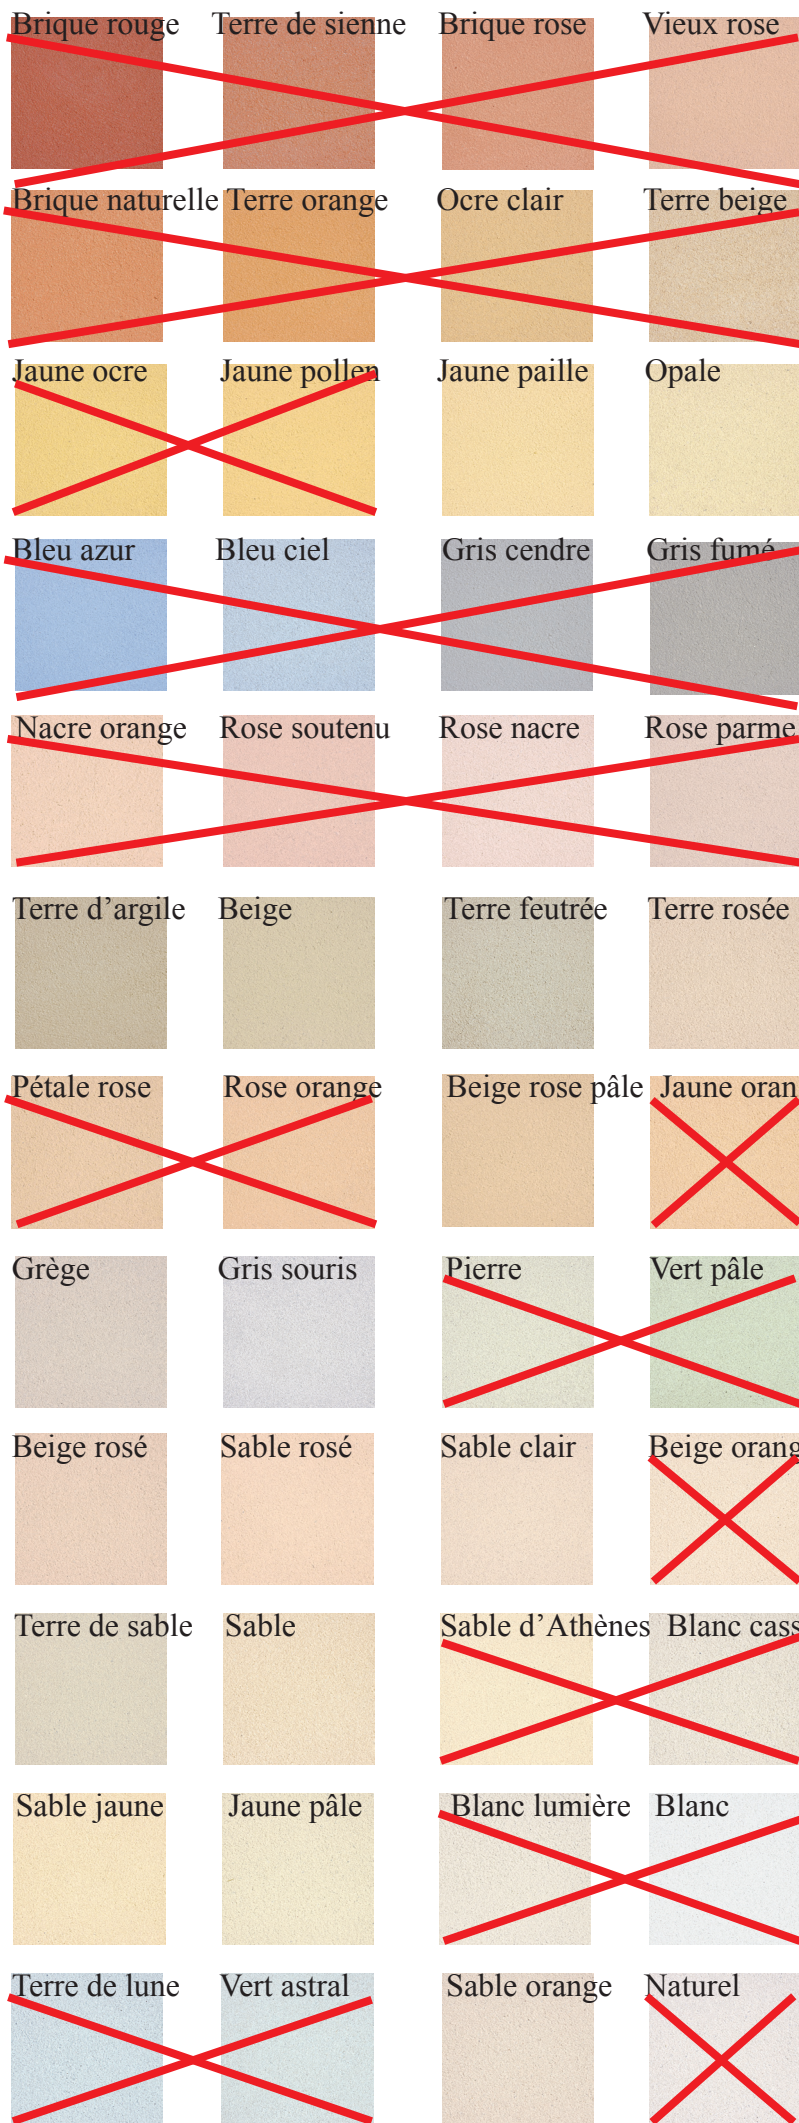 Brique rouge Terre de sienne Brique rose Vieux rose
Brique naturelle Terre orange Ocre clair Terre beige
Jaune ocre Jaune pollen Jaune paille Opale
Bleu azur Bleu ciel Gris cendre Gris fumé
Nacre orange Rose soutenu Rose nacre Rose parme
Terre d’argile Beige Terre feutrée Terre rosée
Pétale rose Rose orange Beige rose pâle Jaune oran
Grège Gris souris Pierre Vert pâle
Beige rosé Sable rosé Sable clair Beige orang
Terre de sable Sable Sable d’Athènes Blanc cass
Sable jaune Jaune pâle Blanc lumière Blanc
Terre de lune Vert astral Sable orange Naturel